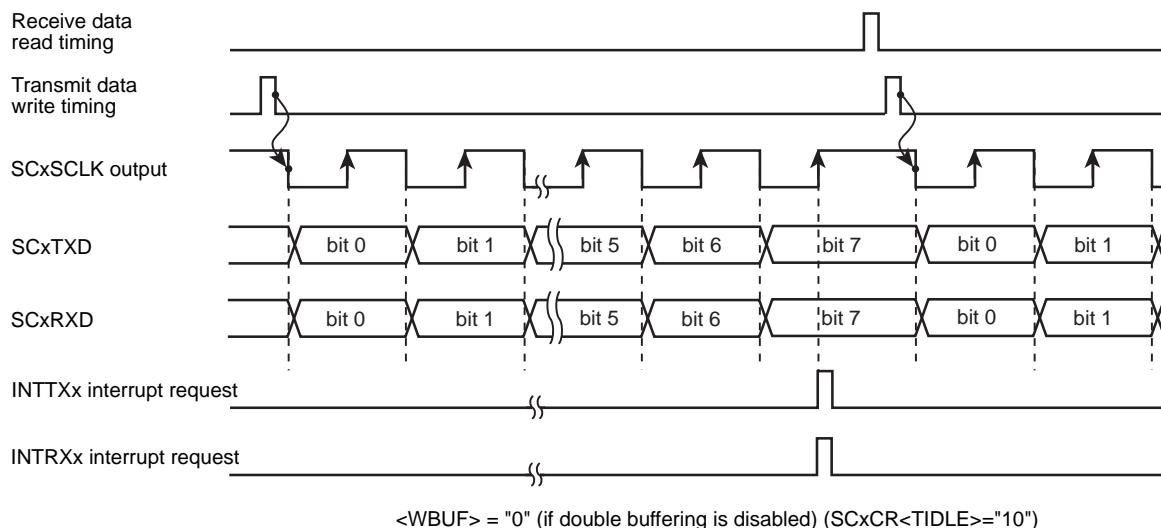 Receive data
read timing
Transmit data
write timing
SCxSCLK output
SCxTXD
bit 0 bit 1 bit 5 bit 6 bit 7 bit 0 bit 1
SCxRXD
bit 0 bit 1 bit 5 bit 6 bit 7 bit 0 bit 1
INTTXx interrupt request
INTRXx interrupt request
<WBUF> = "0" (if double buffering is disabled) (SCxCR<TIDLE>="10")